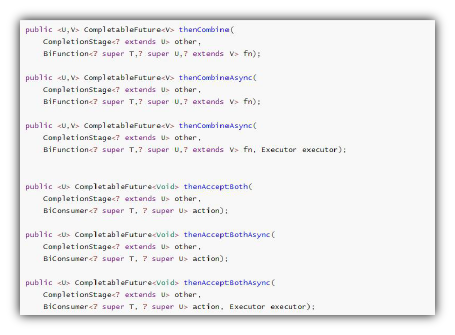 public <U,V> CompletableFuture<V> thenCombine(
CompletionStage<? extends U> other,
BiFunction<? super T,? super U,? extends V> fn);
public <U,V> CompletableFuture<V> thenCombineAsync(
CompletionStage<? extends U> other,
BiFunction<? super T,? super U,? extends V> fn);
public <U,V> CompletableFuture<V> thenCombineAsync(
CompletionStage<? extends U> other,
BiFunction<? super T,? super U,? extends V> fn, Executor executor);
public <U> CompletableFuture<Void> thenAcceptBoth(
CompletionStage<? extends U> other,
BiConsumer<? super T, ? super U> action);
public <U> CompletableFuture<Void> thenAcceptBothAsync(
CompletionStage<? extends U> other,
BiConsumer<? super T, ? super U> action);
public <U> CompletableFuture<Void> thenAcceptBothAsync(
CompletionStage<? extends U> other,
BiConsumer<? super T, ? super U> action, Executor executor);